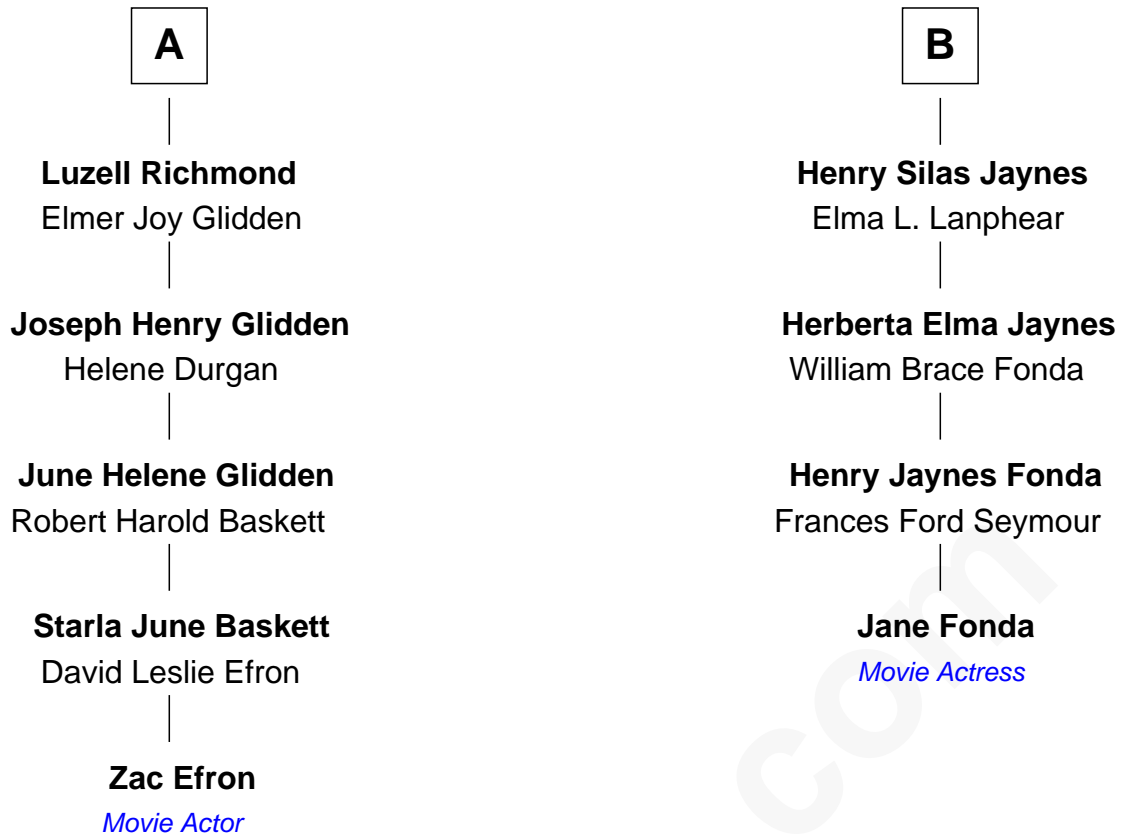 A
Luzell Richmond
Elmer Joy Glidden
Joseph Henry Glidden
Helene Durgan
June Helene Glidden
Robert Harold Baskett
Starla June Baskett
David Leslie Efron
Zac Efron
Movie Actor
B
Henry Silas Jaynes
Elma L. Lanphear
Herberta Elma Jaynes
William Brace Fonda
Henry Jaynes Fonda
Frances Ford Seymour
Jane Fonda
Movie Actress
com